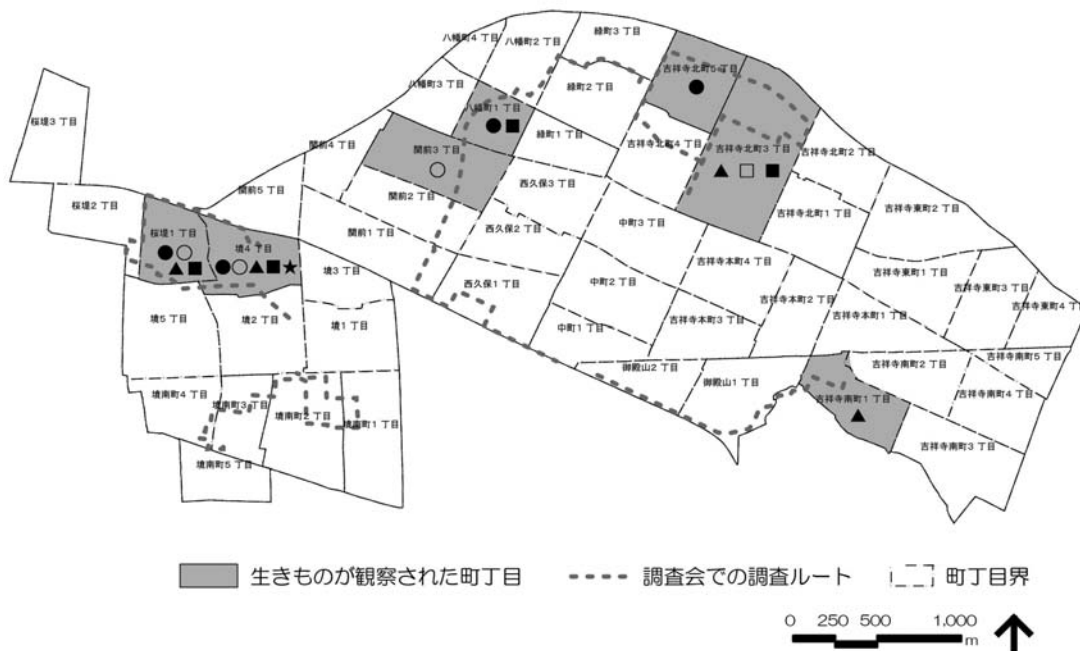 八幡町4 丁目
八幡町2 丁目
緑町3 丁目
八幡町3 丁目
吉祥寺北町5 丁目
緑町2 丁目
八幡町1 丁目
桜堤3 丁目
緑町1 丁目
吉祥寺北町4 丁目
吉祥寺北町3 丁目
吉祥寺北町2 丁目
関前4 丁目
関前3 丁目
西久保3 丁目
関前5 丁目
関前2 丁目
桜堤2 丁目
中町3 丁目
吉祥寺北町1 丁目
吉祥寺東町2 丁目
桜堤1 丁目
境4 丁目
関前1 丁目
西久保2 丁目
吉祥寺本町4 丁目
境3 丁目
吉祥寺東町1 丁目
吉祥寺東町3 丁目
吉祥寺東町4 丁目
西久保1 丁目
中町2 丁目
吉祥寺本町2 丁目
境5 丁目
境2 丁目
境1 丁目
中町1 丁目
吉祥寺本町3 丁目
吉祥寺本町1 丁目
御殿山2 丁目
御殿山1 丁目
吉祥寺南町2 丁目
吉祥寺南町5 丁目
境南町4 丁目
境南町3 丁目
境南町2 丁目
境南町1 丁目
吉祥寺南町1 丁目
吉祥寺南町4 丁目
吉祥寺南町3 丁目
境南町5 丁目
生きものが観察された町丁目
調査会での調査ルート
町丁目界
0 250 500 1,000
m